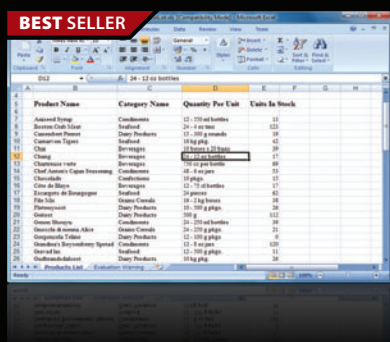 BEST SELLER
[Compatibility Mode] - Microsoft Excel
Data Review View Team
General
Insert
Delete
Format
Styles
Sort & Find &
Filter Select
Clipboard Font Alignment Number Cells Editing
D12 24 - 12 oz bottles
A B C D E F G H
Product Name Category Name Quantity Per Unit Units In Stock
Aniseed Syrup Condiments 12 - 550 ml bottles 13
Boston Crab Meat Seafood 24 - 4 oz tins 123
Camembert Pierrot Dairy Products 15 - 300 g rounds 19
Carnarvon Tigers Seafood 16 kg pkg. 42
Chai Beverages 10 boxes x 20 bags 39
Chang Beverages 24 - 12 oz bottles 17
Chartreuse verte Beverages 750 cc per bottle 69
Chef Anton's Cajun Seasoning Condiments 48 - 6 oz jars 53
Chocolade Confections 10 pkgs. 15
Côte de Blaye Beverages 12 - 75 cl bottles 17
Escargots de Bourgogne Seafood 24 pieces 62
Filo Mix Grains/Cereals 16 - 2 kg boxes 38
Fløtemysost Dairy Products 10 - 500 g pkgs. 26
Geitost Dairy Products 500 g 112
Genen Shouyu Condiments 24 - 250 ml bottles 39
Gnocchi di nonna Alice Grains/Cereals 24 - 250 g pkgs. 21
Gorgonzola Telino Dairy Products 12 - 100 g pkgs 0
Grandma's Boysenberry Spread Condiments 12 - 8 oz jars 120
Gravad lax Seafood 12 - 500 g pkgs. 11
Gudbrandsdalsost Dairy Products 10 kg pkg. 26
Products List Evaluation Warning
Ready 100%